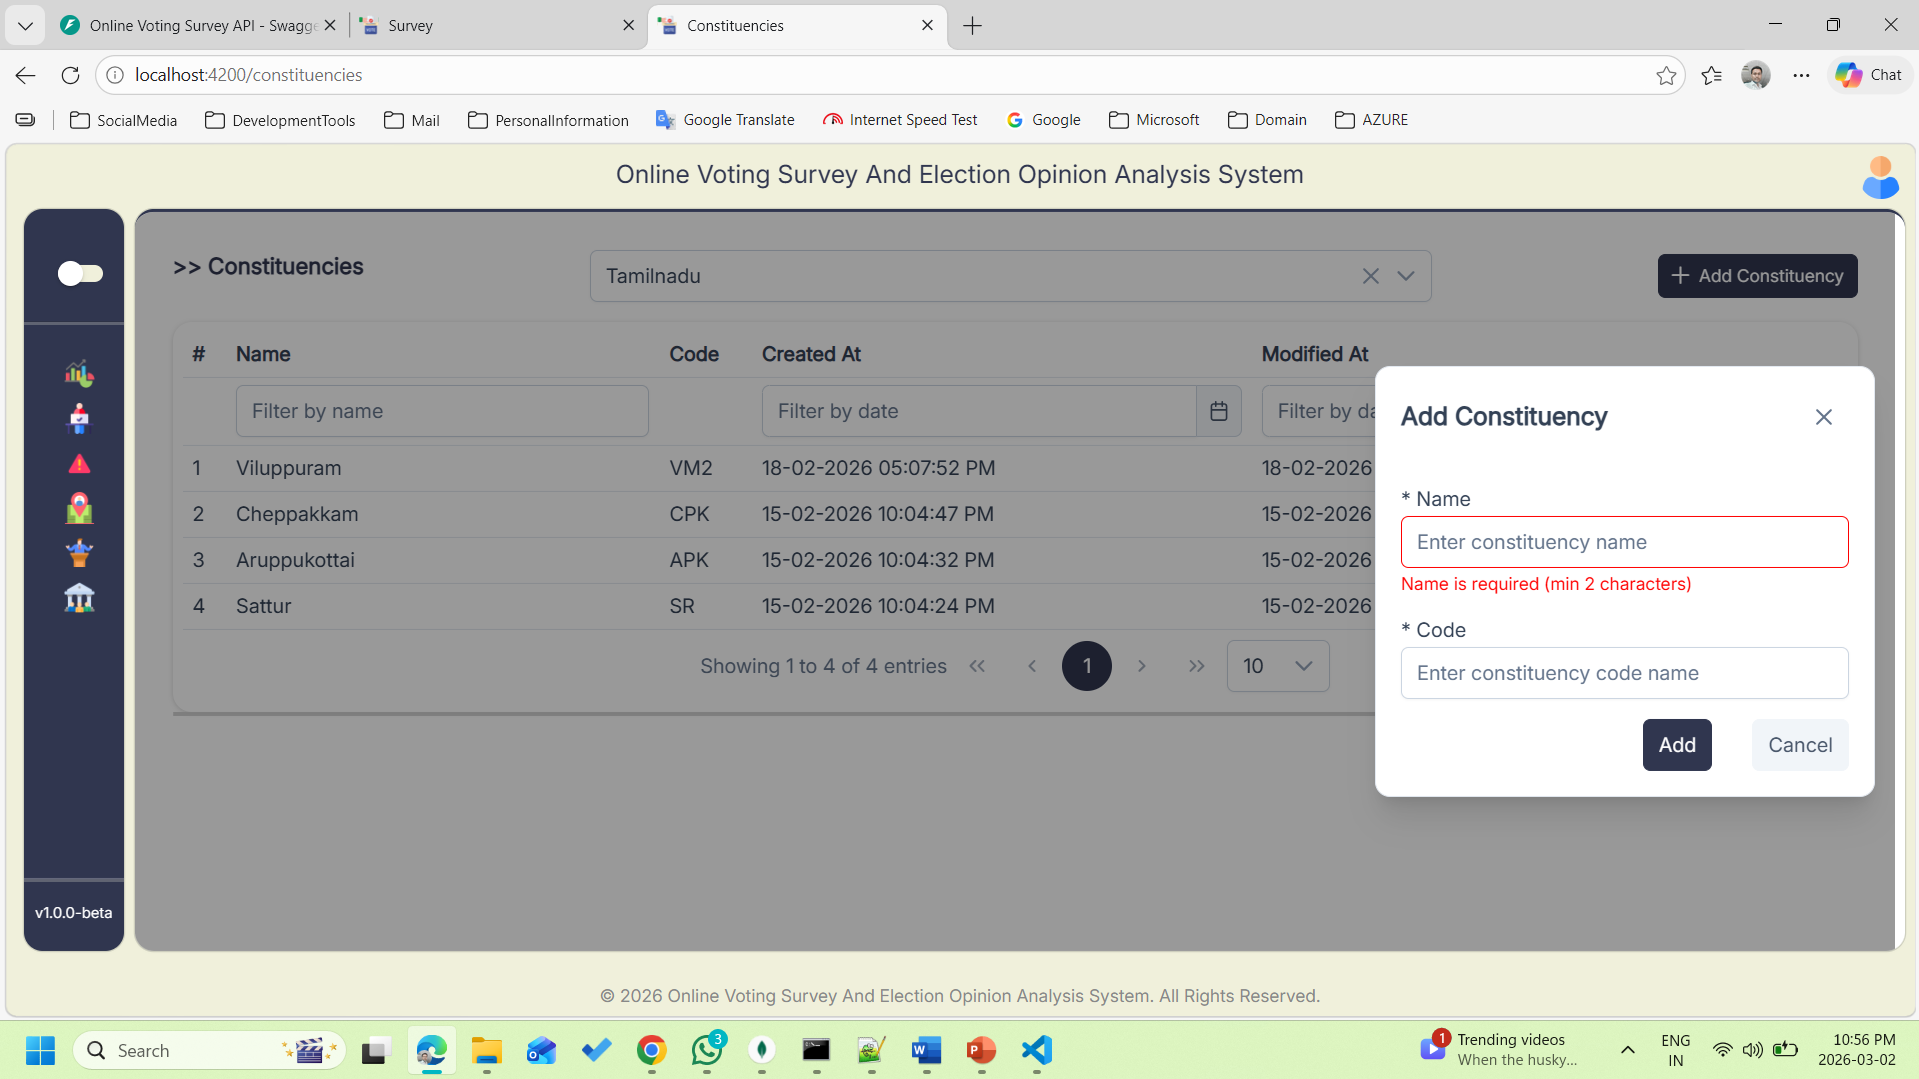 Online Voting Survey API - Swagge
Survey
Constituencies
localhost:4200/constituencies
Chat
SocialMedia
DevelopmentTools
Mail
PersonalInformation
Google Translate
Internet Speed Test
Google
Microsoft
Domain
AZURE
Online Voting Survey And Election Opinion Analysis System
>> Constituencies
Tamilnadu
+ Add Constituency
# Name Code Created At Modified At
Filter by name Filter by date Filter by da
1 Viluppuram VM2 18-02-2026 05:07:52 PM 18-02-2026
2 Cheppakkam CPK 15-02-2026 10:04:47 PM 15-02-2026
3 Aruppukottai APK 15-02-2026 10:04:32 PM 15-02-2026
4 Sattur SR 15-02-2026 10:04:24 PM 15-02-2026
Showing 1 to 4 of 4 entries « ‹ 1 › » 10
Add Constituency
* Name
Enter constituency name
Name is required (min 2 characters)
* Code
Enter constituency code name
Add Cancel
v1.0.0-beta
© 2026 Online Voting Survey And Election Opinion Analysis System. All Rights Reserved.
Search
3
1
Trending videos
When the husky...
ENG
IN
10:56 PM
2026-03-02